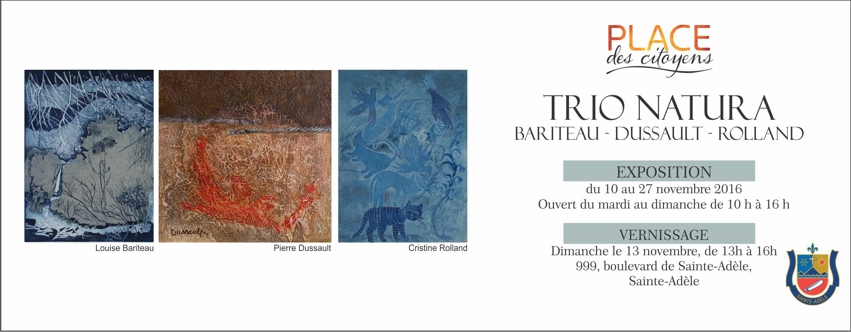 PLACE
des citoyens
TRIO NATURA
BARITEAU - DUSSAULT - ROLLAND
EXPOSITION
du 10 au 27 novembre 2016
Ouvert du mardi au dimanche de 10 h à 16 h
VERNISSAGE
Dimanche le 13 novembre, de 13h à 16h
999, boulevard de Sainte-Adèle,
Sainte-Adèle
SAINTE ADÈLE
Dussault
Louise Bariteau
Pierre Dussault
Cristine Rolland